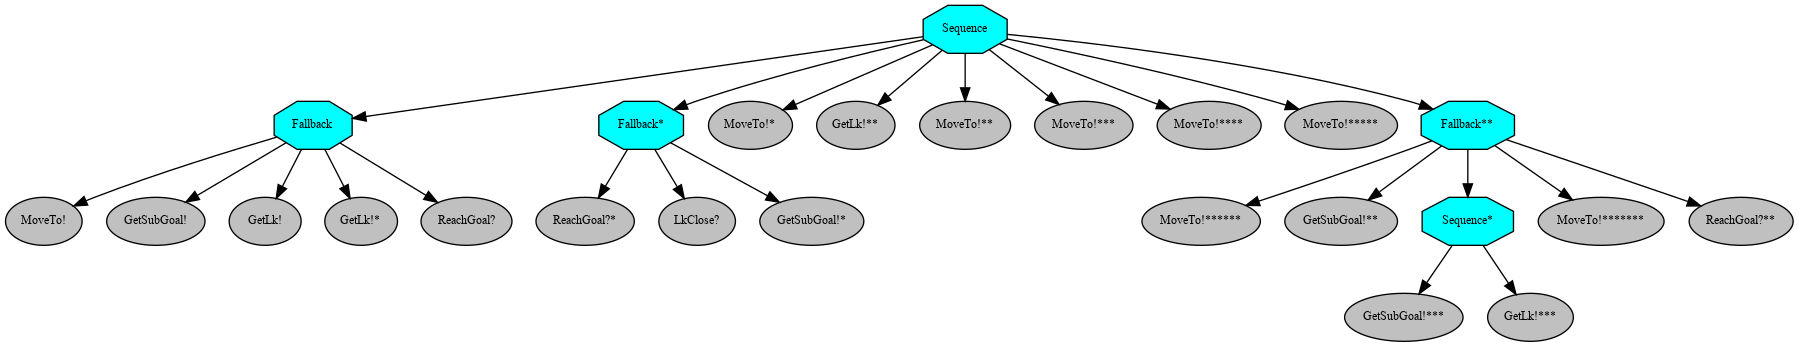 Sequence
Fallback
Fallback*
MoveTo!*
GetLk!**
MoveTo!**
MoveTo!***
MoveTo!****
MoveTo!*****
Fallback**
MoveTo!
GetSubGoal!
GetLk!
GetLk!*
ReachGoal?
ReachGoal?*
LkClose?
GetSubGoal!*
MoveTo!******
GetSubGoal!**
Sequence*
MoveTo!*******
ReachGoal?**
GetSubGoal!***
GetLk!***